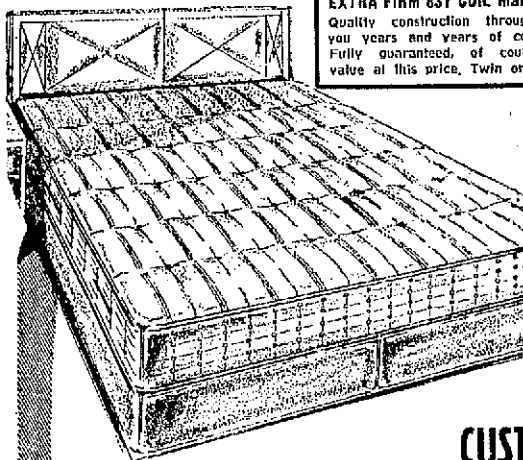 EXTRA FIRM 837 COIL
Quality construction throug
you years and years of co
Fully guaranteed, of cou
value at this price. Twin or
CUST